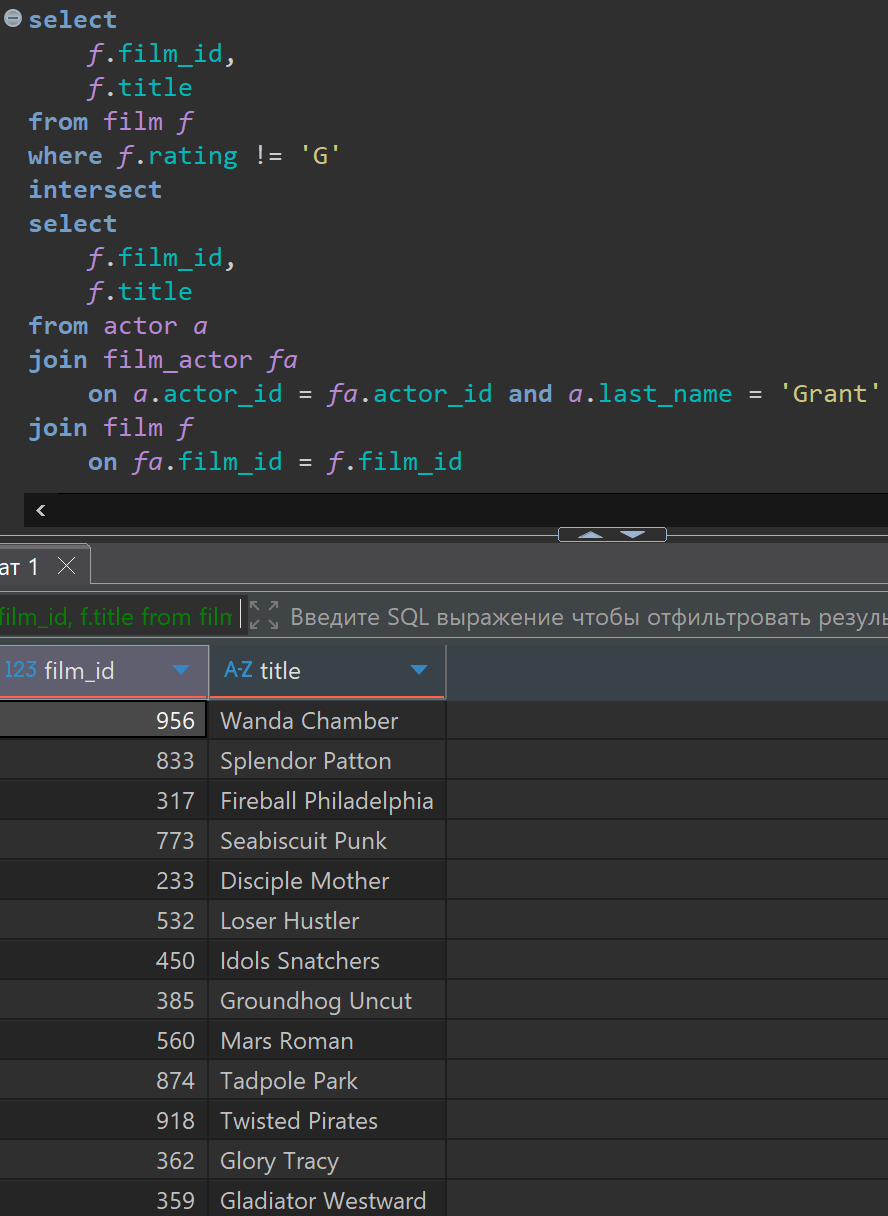 select
f.film_id,
f.title
from film f
where f.rating != 'G'
intersect
select
f.film_id,
f.title
from actor a
join film_actor fa
on a.actor_id = fa.actor_id and a.last_name = 'Grant'
join film f
on fa.film_id = f.film_id
ат 1
film_id, f.title from film
Введите SQL выражение чтобы отфильтровать резуль
123 film_id A-Z title
956 Wanda Chamber
833 Splendor Patton
317 Fireball Philadelphia
773 Seabiscuit Punk
233 Disciple Mother
532 Loser Hustler
450 Idols Snatchers
385 Groundhog Uncut
560 Mars Roman
874 Tadpole Park
918 Twisted Pirates
362 Glory Tracy
359 Gladiator Westward